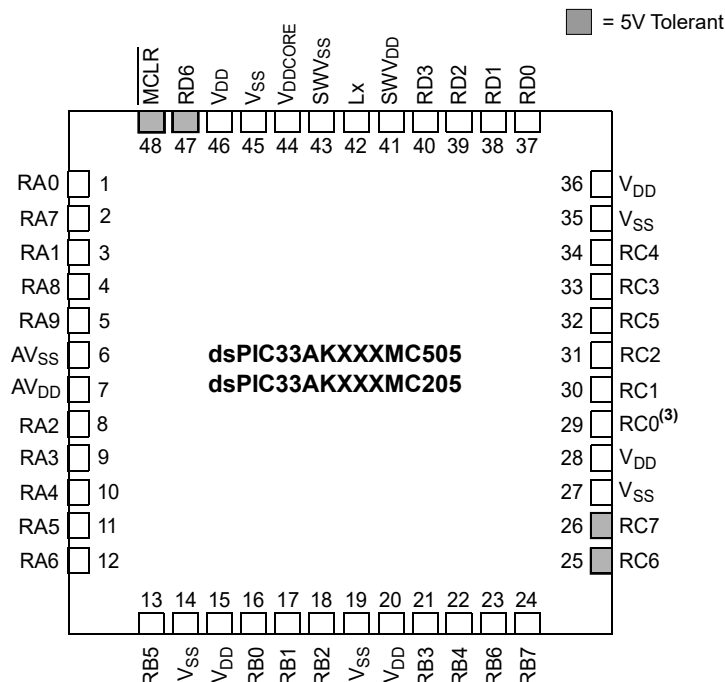 = 5V Tolerant
MCLR
RD6
VDD
VSS
VDDCORE
SWVSS
Lx
SWVDD
RD3
RD2
RD1
RD0
48 47 46 45 44 43 42 41 40 39 38 37
RA0 1
RA7 2
RA1 3
RA8 4
RA9 5
AVSS 6
AVDD 7
RA2 8
RA3 9
RA4 10
RA5 11
RA6 12
36 VDD
35 VSS
34 RC4
33 RC3
32 RC5
31 RC2
30 RC1
29 RC0(3)
28 VDD
27 VSS
26 RC7
25 RC6
dsPIC33AKXXXMC505
dsPIC33AKXXXMC205
13 14 15 16 17 18 19 20 21 22 23 24
RB5
VSS
VDD
RB0
RB1
RB2
VSS
VDD
RB3
RB4
RB6
RB7